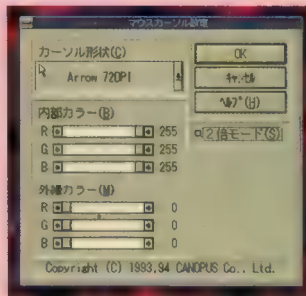 マウスカーソル設定
カーソル形状(C)
Arrow 72DPI
OK
キャンセル
ヘルプ(H)
内部カラー(B)
R 255
G 255
B 255
2倍モード(S)
外縁カラー(M)
R 0
G 0
B 0
Copyright (C) 1993,94 CANOPUS Co., Ltd.